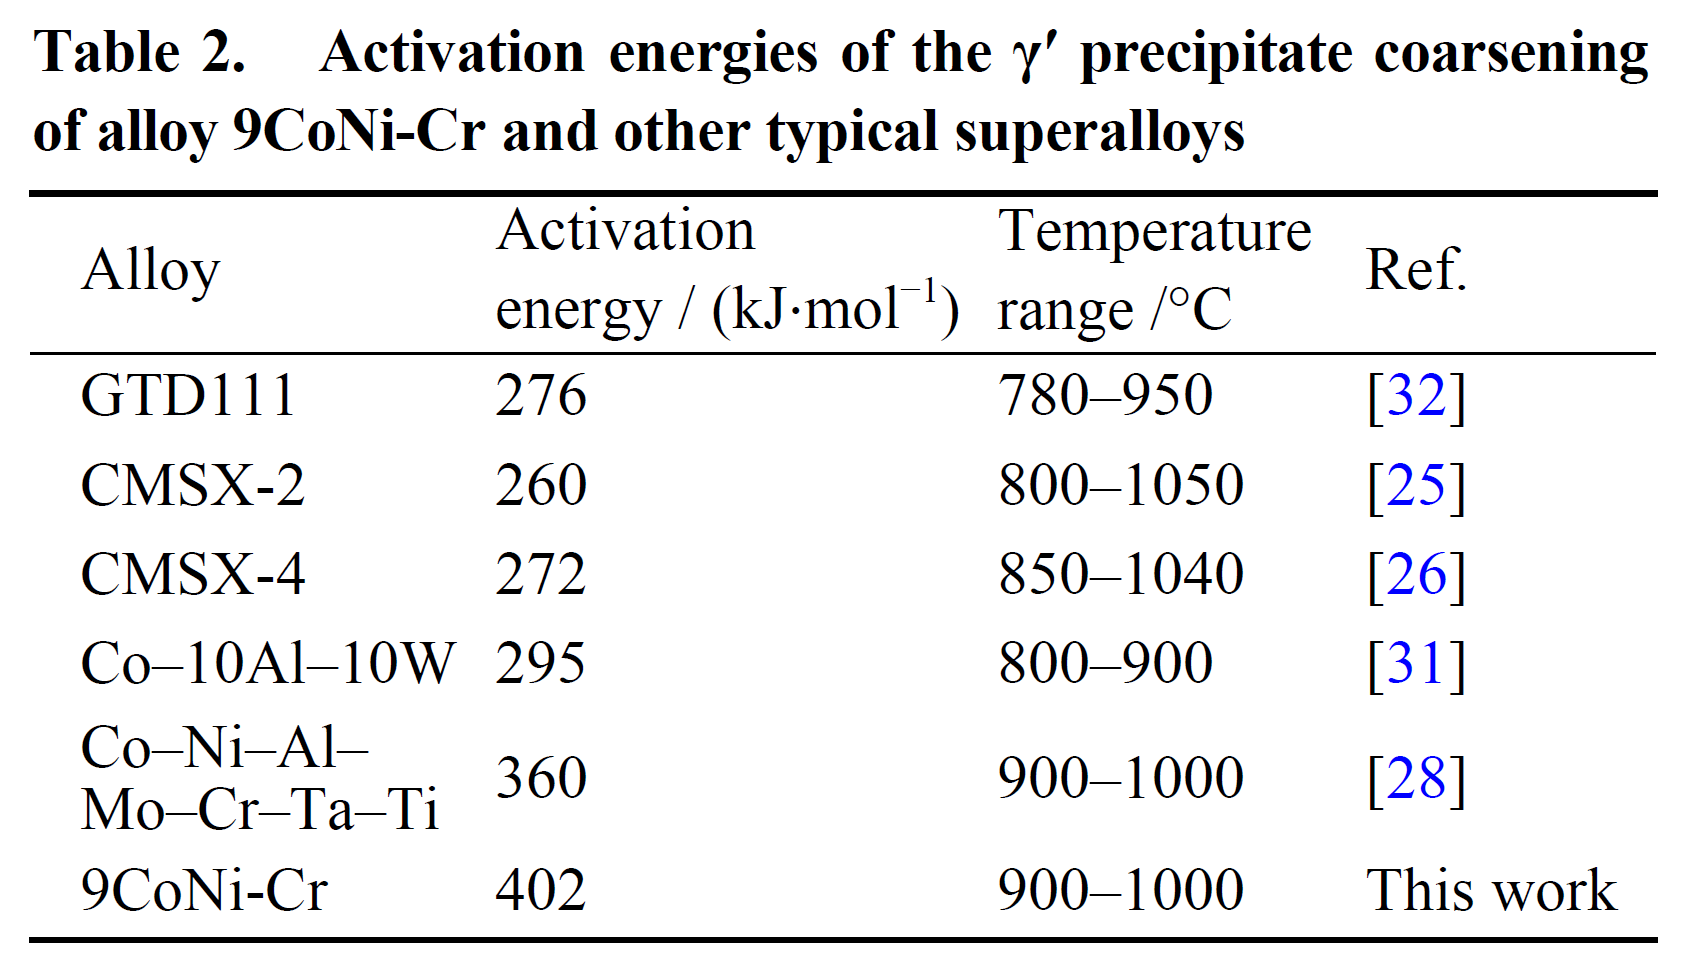 Table 2. Activation energies of the γ′ precipitate coarsening
of alloy 9CoNi-Cr and other typical superalloys
Alloy Activation energy / (kJ·mol⁻¹) Temperature range /°C Ref.
GTD111 276 780–950 [32]
CMSX-2 260 800–1050 [25]
CMSX-4 272 850–1040 [26]
Co–10Al–10W 295 800–900 [31]
Co–Ni–Al–
Mo–Cr–Ta–Ti 360 900–1000 [28]
9CoNi-Cr 402 900–1000 This work